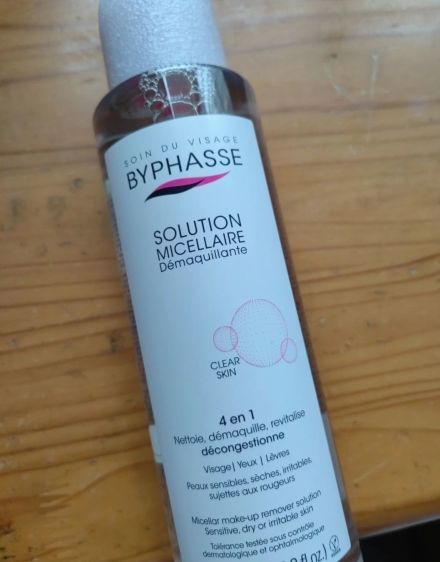 SOIN DU VISAGE
BYPHASSE
SOLUTION
MICELLAIRE
Démaquillante
CLEAR
SKIN
4 en 1
Nettoie, démaquille, revitalise
décongestionne
Visage | Yeux | Lèvres
Peaux sensibles, sèches, irritables,
sujettes aux rougeurs
Micellar make-up remover solution
Sensitive, dry or irritable skin
Tolérance testée sous contrôle
dermatologique et ophtalmologique
fl oz)